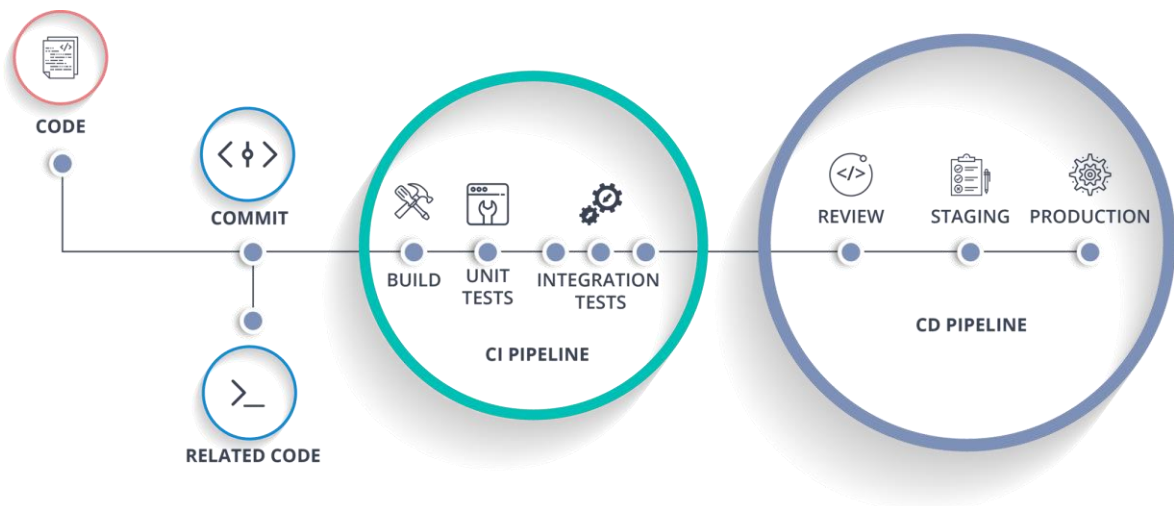 CODE
COMMIT
RELATED CODE
BUILD
UNIT
TESTS
INTEGRATION
TESTS
CI PIPELINE
REVIEW
STAGING
PRODUCTION
CD PIPELINE